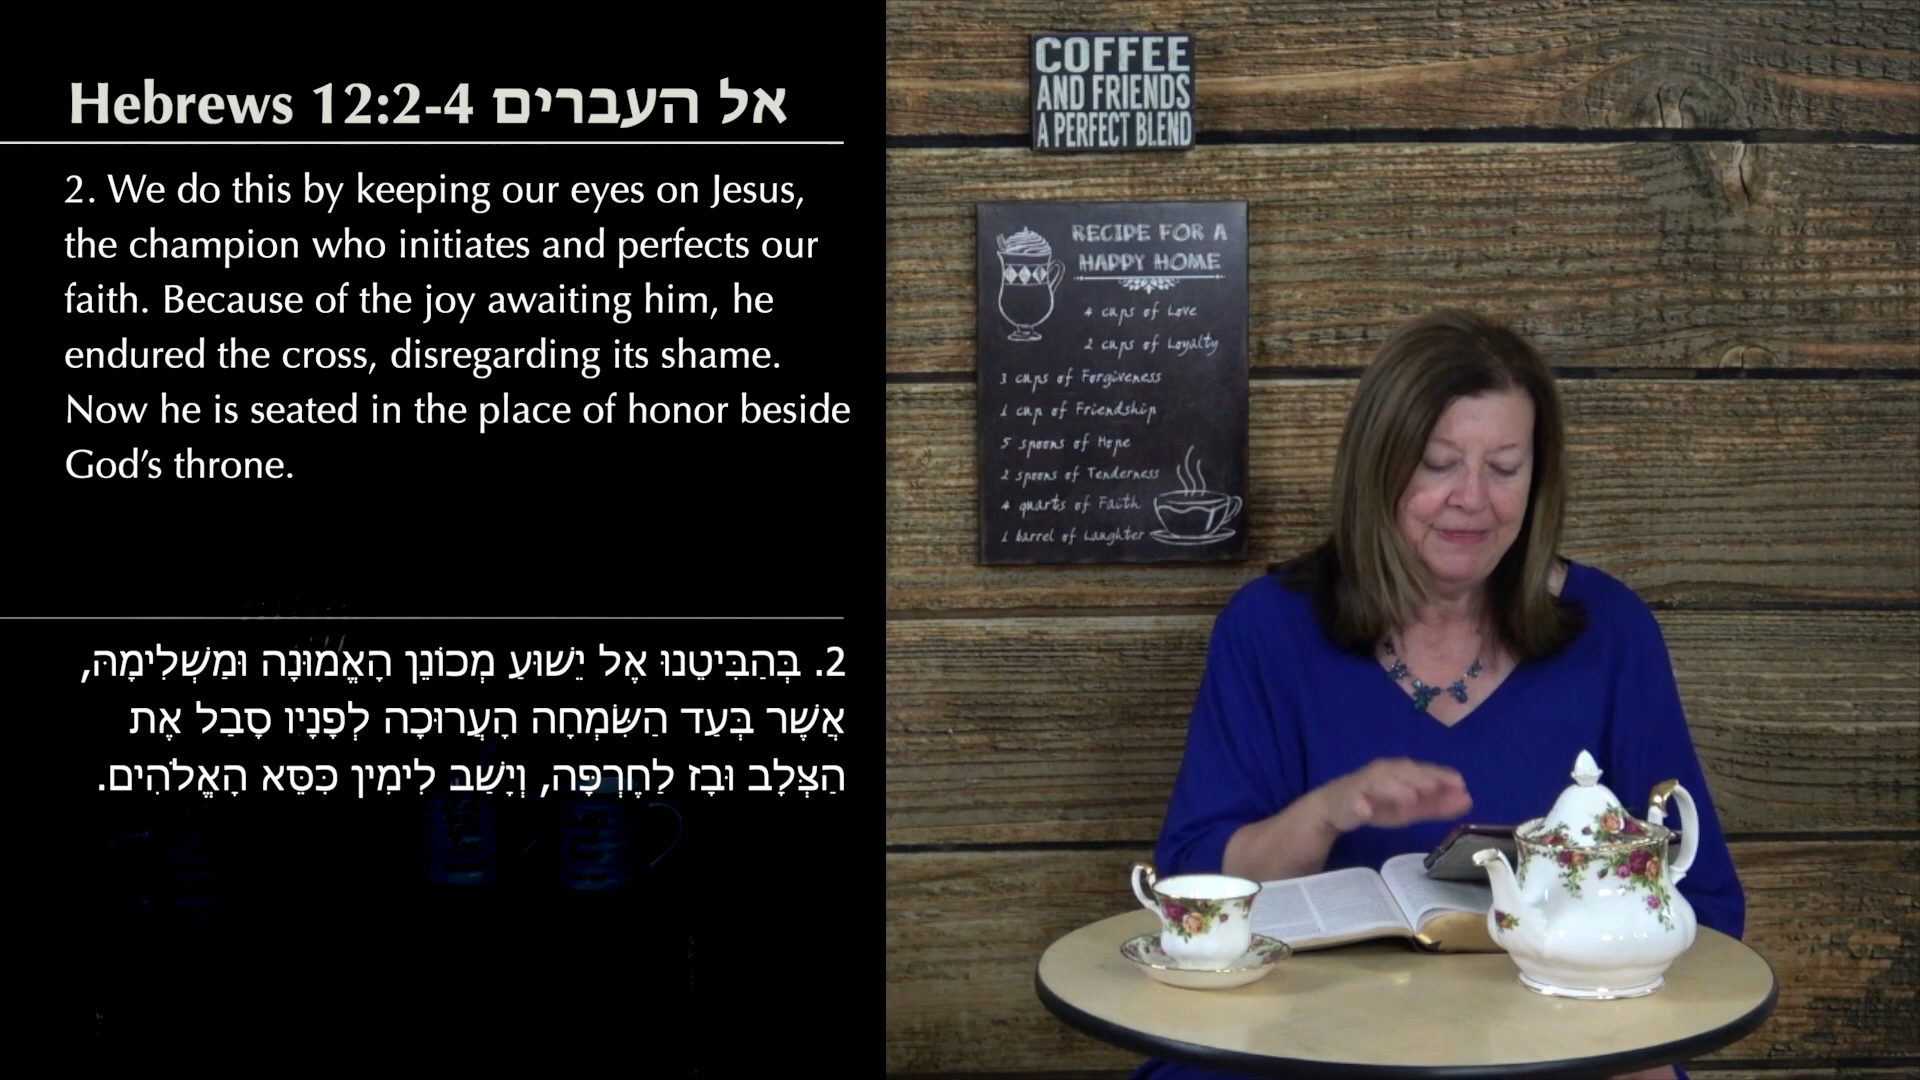 Hebrews 12:2-4 אל העברים
2. We do this by keeping our eyes on Jesus,
the champion who initiates and perfects our
faith. Because of the joy awaiting him, he
endured the cross, disregarding its shame.
Now he is seated in the place of honor beside
God’s throne.
2. בְּהַבִּיטֵנוּ אֶל יֵשׁוּעַ מְכוֹנֵן הָאֱמוּנָה וּמַשְׁלִימָהּ,
אֲשֶׁר בְּעַד הַשִּׂמְחָה הָעֲרוּכָה לְפָנָיו סָבַל אֶת
הַצְּלָב וּבָז לַחֶרְפָּה, וְיָשַׁב לִימִין כִּסֵּא הָאֱלֹהִים.
COFFEE
AND FRIENDS
A PERFECT BLEND
RECIPE FOR A
HAPPY HOME
4 cups of Love
2 cups of Loyalty
3 cups of Forgiveness
1 cup of Friendship
5 spoons of Hope
2 spoons of Tenderness
4 quarts of Faith
1 barrel of Laughter